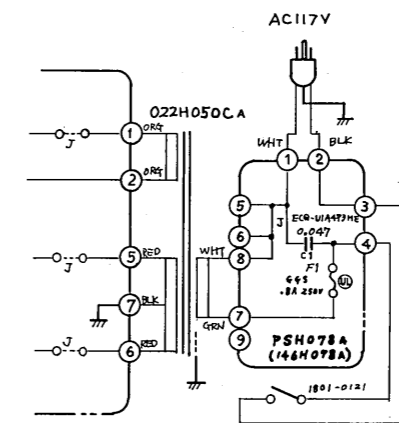 AC117V
022H050CA
WHT
BLK
1
ORG
1
2
J
ORG
2
3
5
J
ECQ-U1A473ME
0.047
C1
6
4
5
RED
WHT
8
F1
GGS
.8A 250V
UL
J
7
BLK
GRN
7
PSH078A
(146H078A)
J
6
RED
9
1801-0121